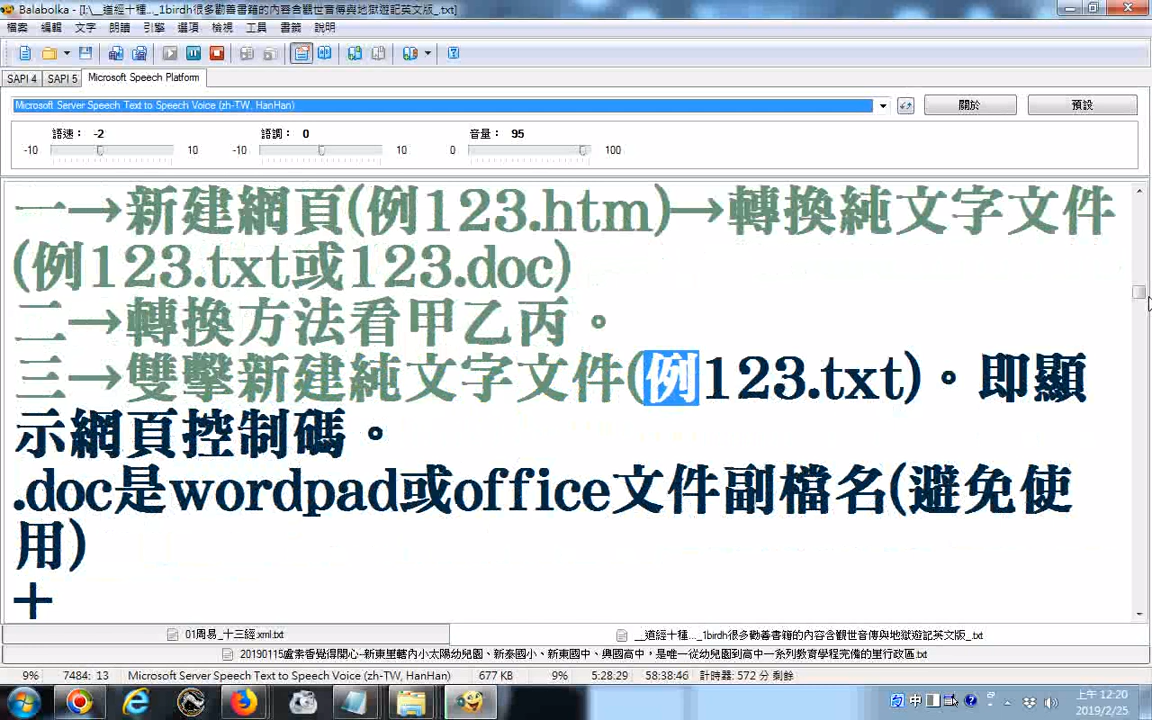 Balabolka - [I:\__道經十種..._1birdh很多勸善書籍的內容含觀世音傳與地獄遊記英文版_.txt]
檔案 編輯 文字 朗讀 引擎 選項 檢視 工具 書籤 說明
SAPI 4 SAPI 5 Microsoft Speech Platform
Microsoft Server Speech Text to Speech Voice (zh-TW, HanHan) 關於 預設
語速： -2 語調： 0 音量： 95
-10 10 -10 10 0 100
一→新建網頁(例123.htm)→轉換純文字文件
(例123.txt或123.doc)
二→轉換方法看甲乙丙。
三→雙擊新建純文字文件(例123.txt)。即顯
示網頁控制碼。
.doc是wordpad或office文件副檔名(避免使
用)
十
01周易_十三經.xml.txt __道經十種..._1birdh很多勸善書籍的內容含觀世音傳與地獄遊記英文版_.txt
20190115盧素香覺得開心-新東里轄內小太陽幼兒園、新泰國小、新東國中、興國高中，是唯一從幼兒園到高中一系列教育學程完備的里行政區.txt
9% 7484: 13 Microsoft Server Speech Text to Speech Voice (zh-TW, HanHan) 677 KB 9% 5:28:29 58:38:46 計時器: 572 分 剩餘
中 上午 12:20
2019/2/25